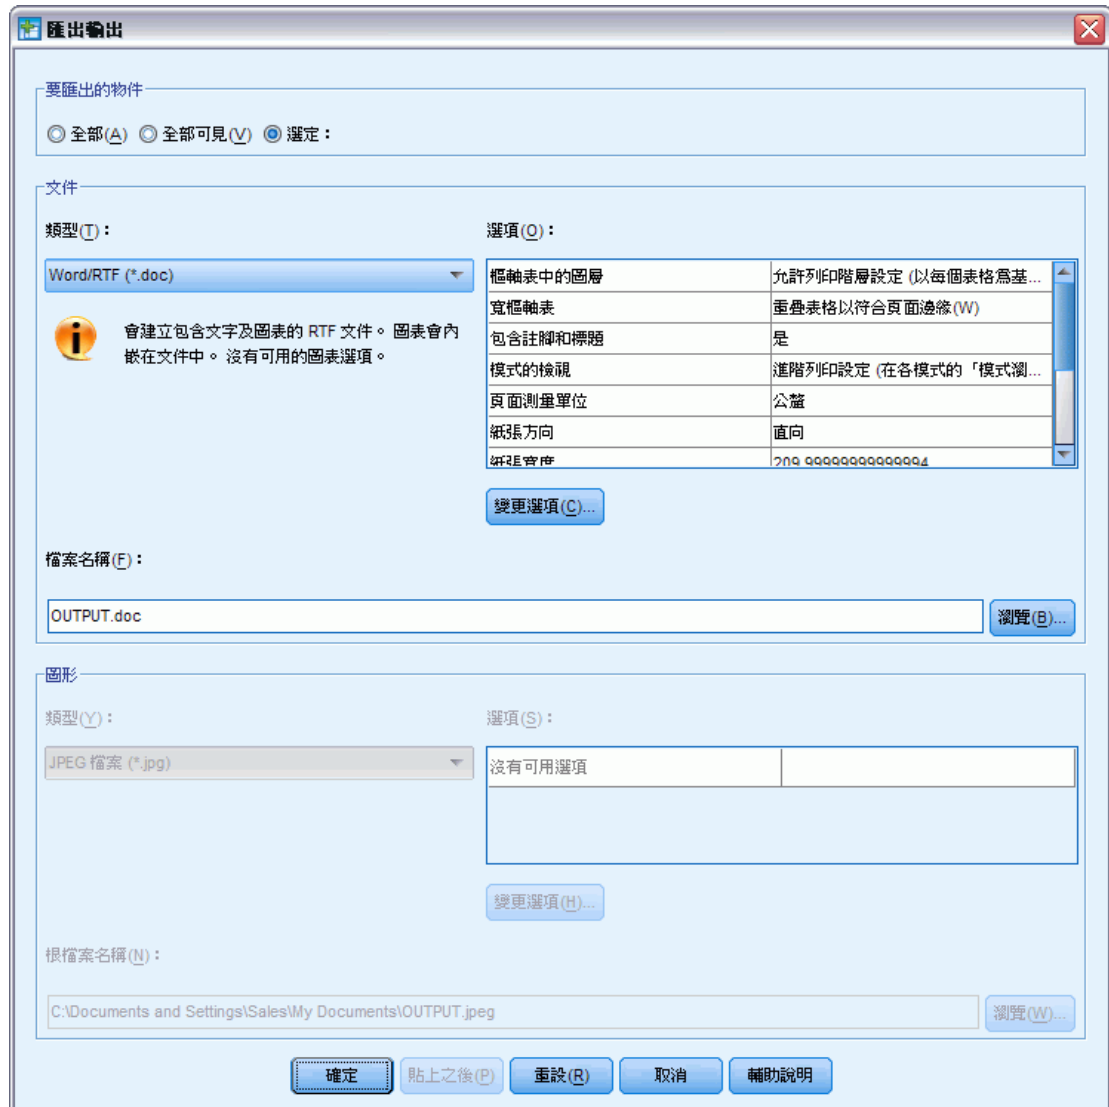 匯出輸出
要匯出的物件
全部(A) 全部可見(V) 選定：
文件
類型(T)：
選項(O)：
Word/RTF (*.doc)
會建立包含文字及圖表的 RTF 文件。圖表會內
嵌在文件中。沒有可用的圖表選項。
樞軸表中的圖層 允許列印階層設定 (以每個表格為基...
寬樞軸表 重疊表格以符合頁面邊緣(W)
包含註腳和標題 是
模式的檢視 進階列印設定 (在各模式的「模式瀏...
頁面測量單位 公釐
紙張方向 直向
紙張寬度 209.99999999999994
變更選項(C)...
檔案名稱(F)：
OUTPUT.doc
瀏覽(B)...
圖形
類型(Y)：
選項(S)：
JPEG 檔案 (*.jpg)
沒有可用選項
變更選項(H)...
根檔案名稱(N)：
C:\Documents and Settings\Sales\My Documents\OUTPUT.jpeg
瀏覽(W)...
確定 貼上之後(P) 重設(R) 取消 輔助說明